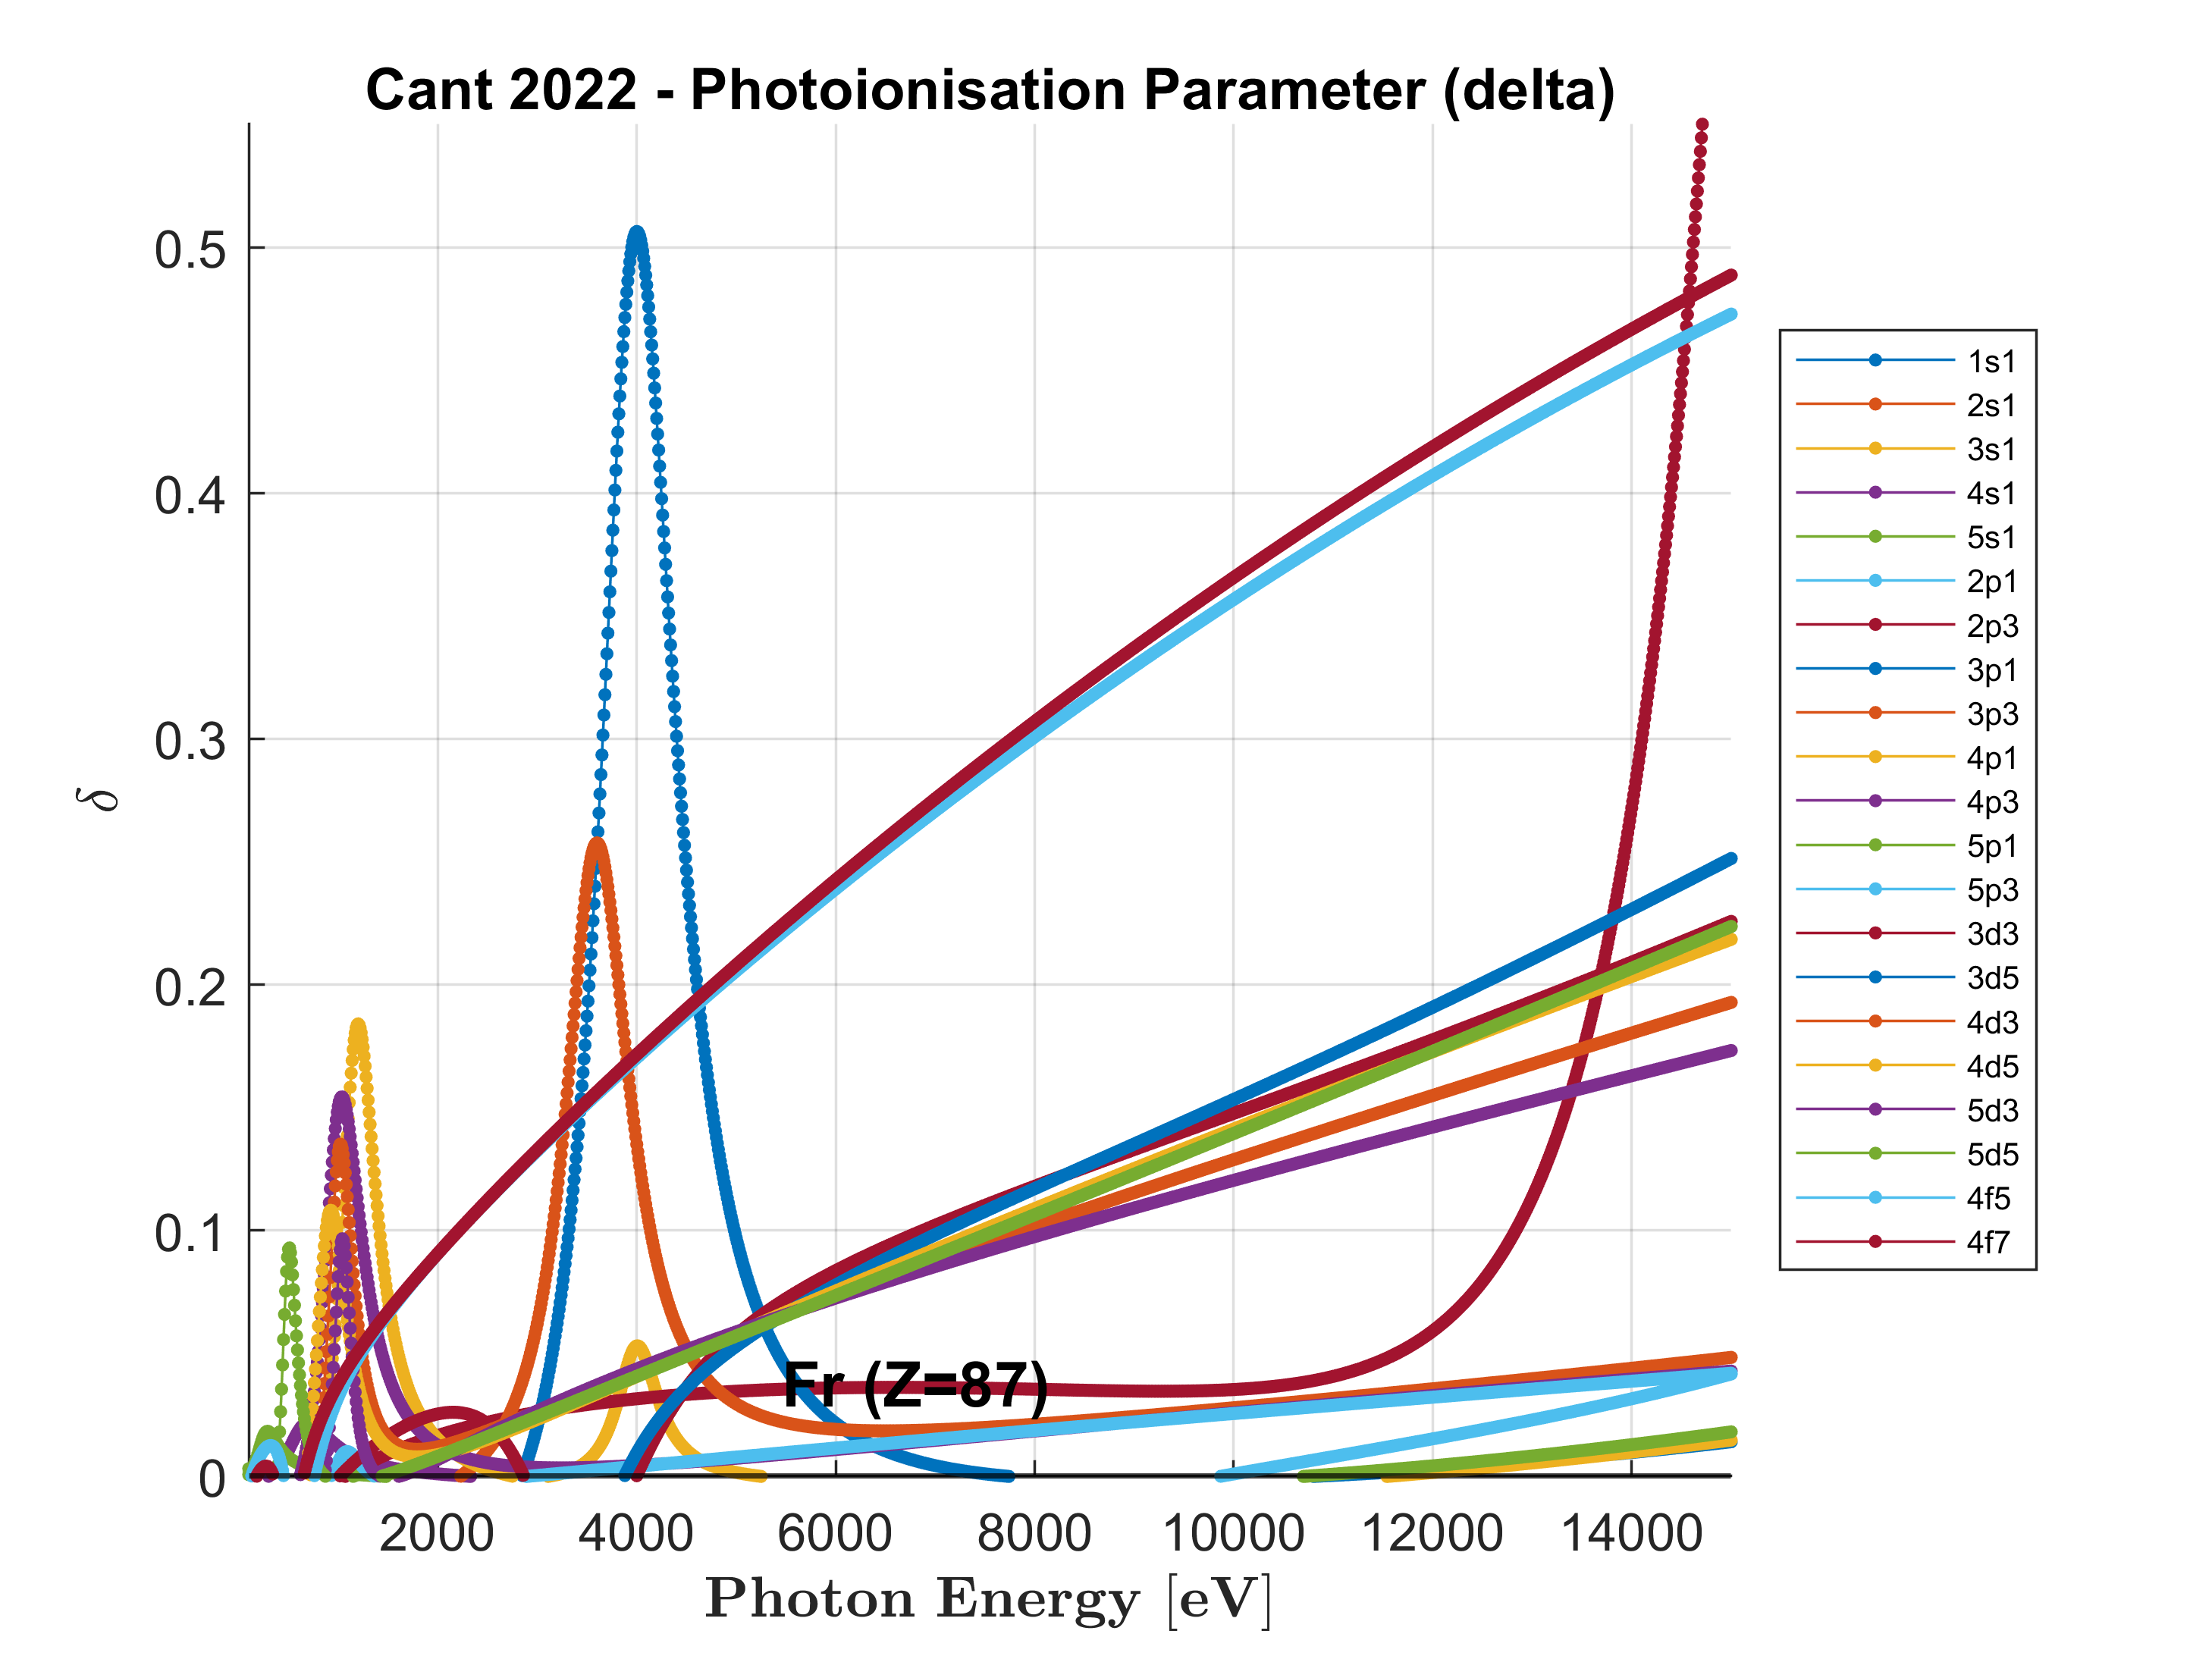 Cant 2022 - Photoionisation Parameter (delta)
0.5
0.4
0.3
0.2
0.1
0
δ
2000 4000 6000 8000 10000 12000 14000
Photon Energy [eV]
Fr (Z=87)
1s1
2s1
3s1
4s1
5s1
2p1
2p3
3p1
3p3
4p1
4p3
5p1
5p3
3d3
3d5
4d3
4d5
5d3
5d5
4f5
4f7